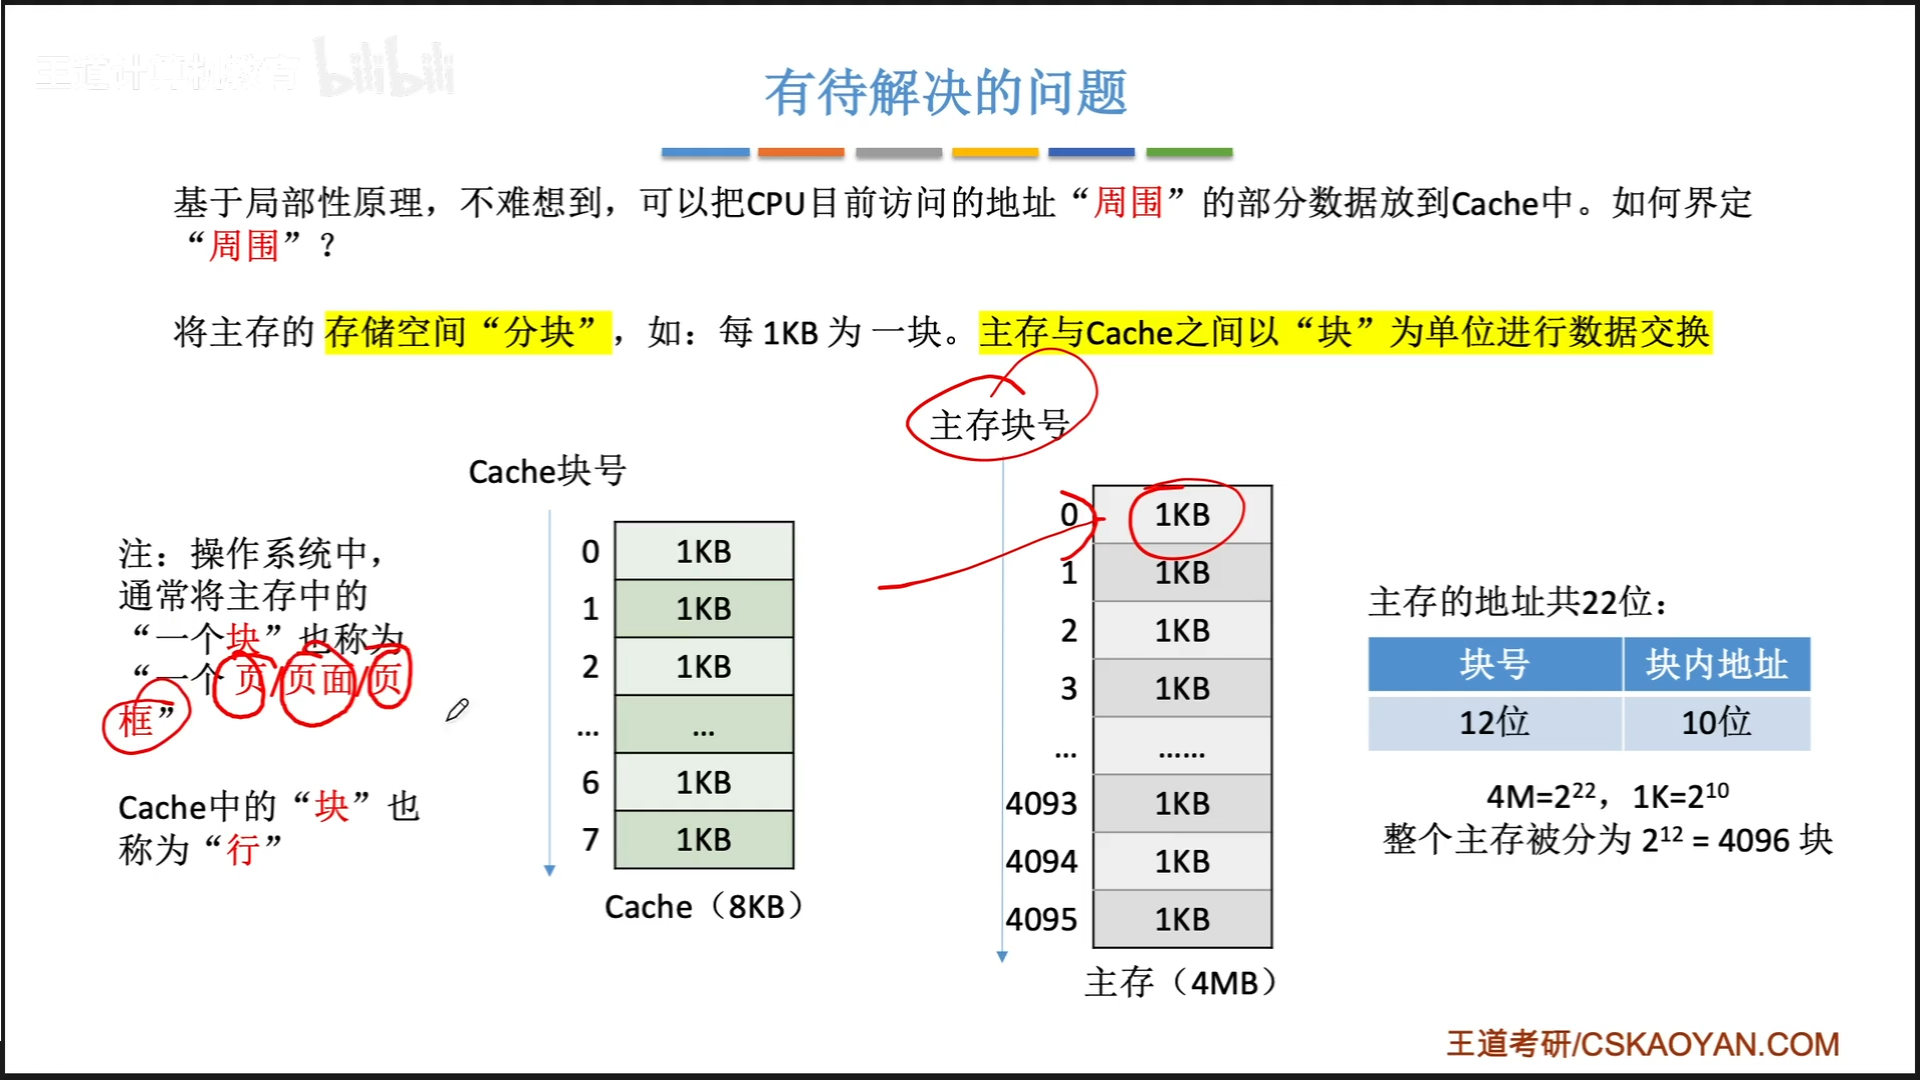 王道计算机教育 bilibili
有待解决的问题
基于局部性原理，不难想到，可以把CPU目前访问的地址“周围”的部分数据放到Cache中。如何界定
“周围”？
将主存的 存储空间“分块”，如：每 1KB 为 一块。主存与Cache之间以“块”为单位进行数据交换
注：操作系统中，
通常将主存中的
“一个块”也称为
“一个 页/页面/页
框”
Cache中的“块”也
称为“行”
Cache块号
0 1KB
1 1KB
2 1KB
... ...
6 1KB
7 1KB
Cache（8KB）
主存块号
0 1KB
1 1KB
2 1KB
3 1KB
... ......
4093 1KB
4094 1KB
4095 1KB
主存（4MB）
主存的地址共22位：
块号 块内地址
12位 10位
4M=2²²，1K=2¹⁰
整个主存被分为 2¹² = 4096 块
王道考研/CSKAOYAN.COM